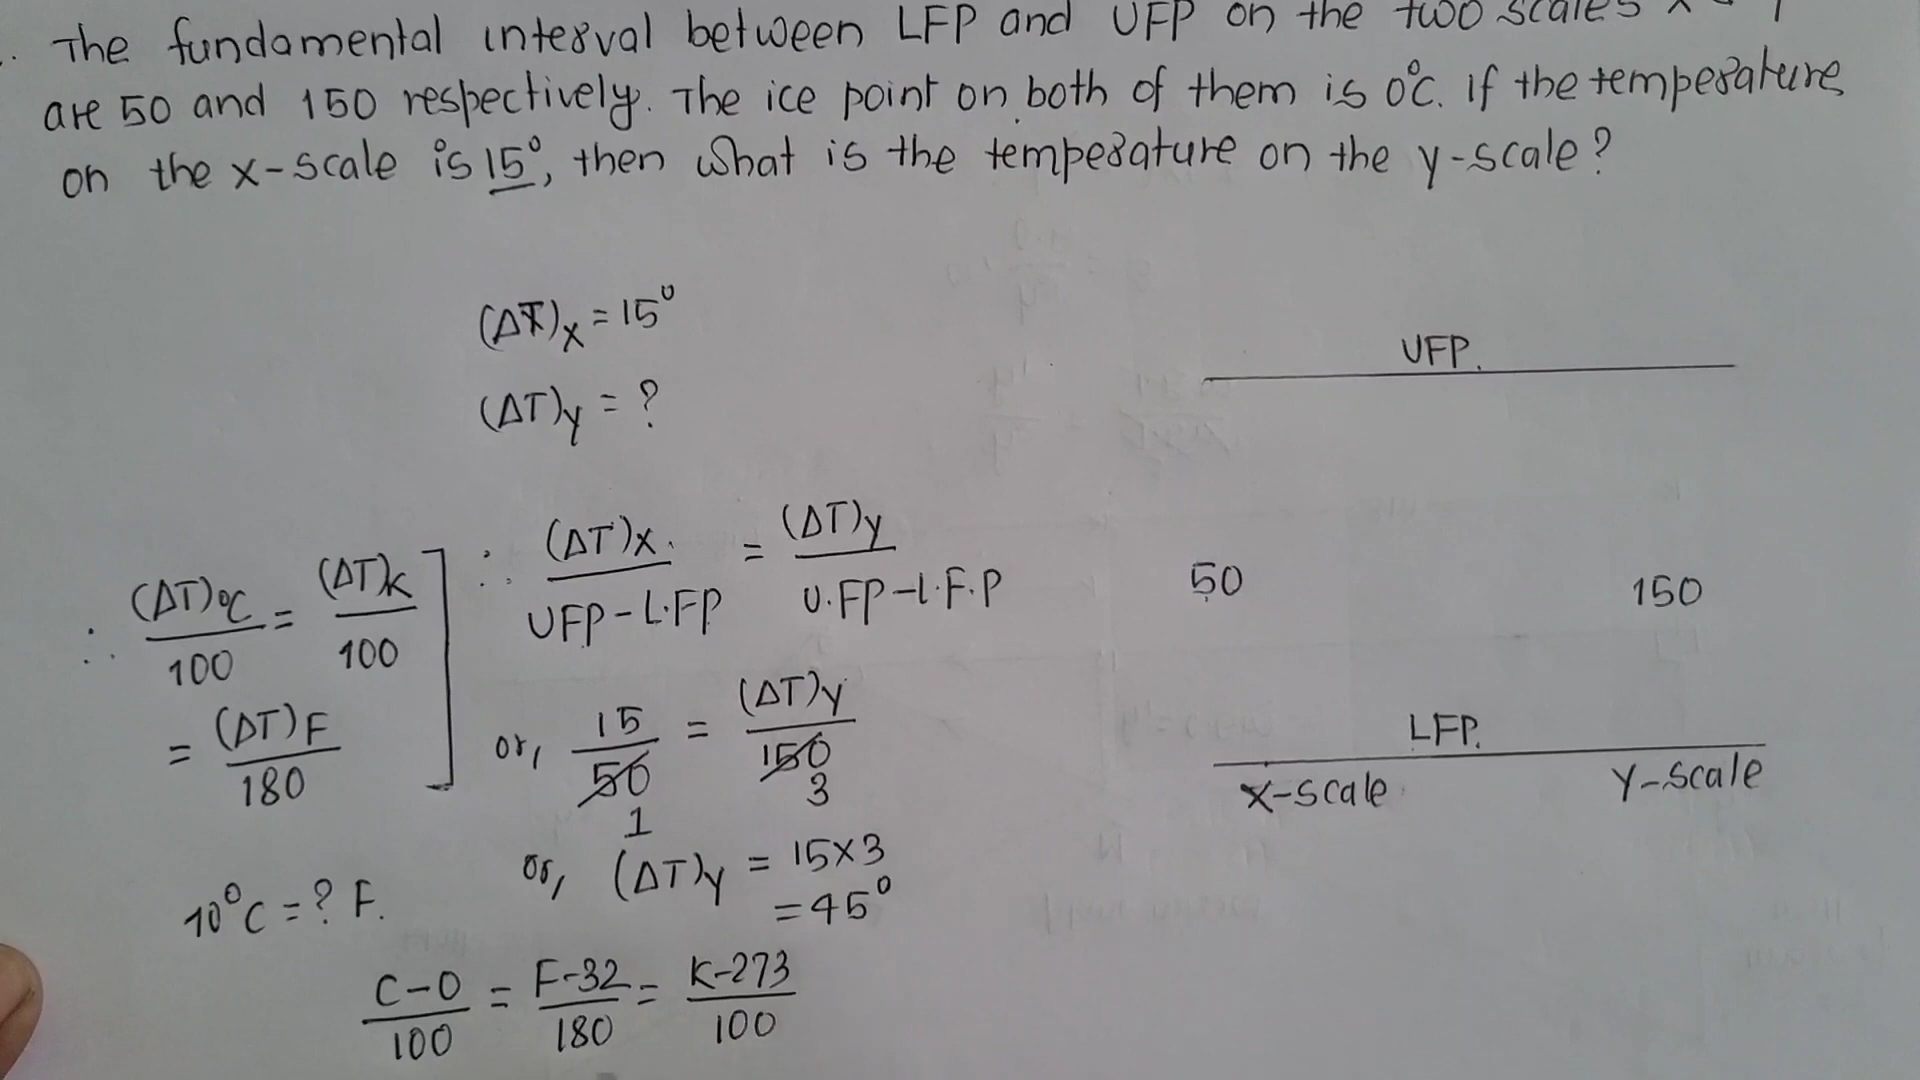 The fundamental interval between LFP and UFP on the two scales x
are 50 and 150 respectively. The ice point on both of them is 0°C. If the temperature
on the x-scale is 15°, then what is the temperature on the y-scale?
(ΔT)x = 15°
(ΔT)y = ?
UFP.
∴ (ΔT)°C/100 = (ΔT)K/100
= (ΔT)F/180
∴ (ΔT)x/UFP-L.FP = (ΔT)y/U.FP-L.F.P
or, 15/50 = (ΔT)y/150
1 3
or, (ΔT)y = 15×3
= 45°
50 150
LFP.
x-scale Y-scale
10°C = ? F.
C-0/100 = F-32/180 = K-273/100